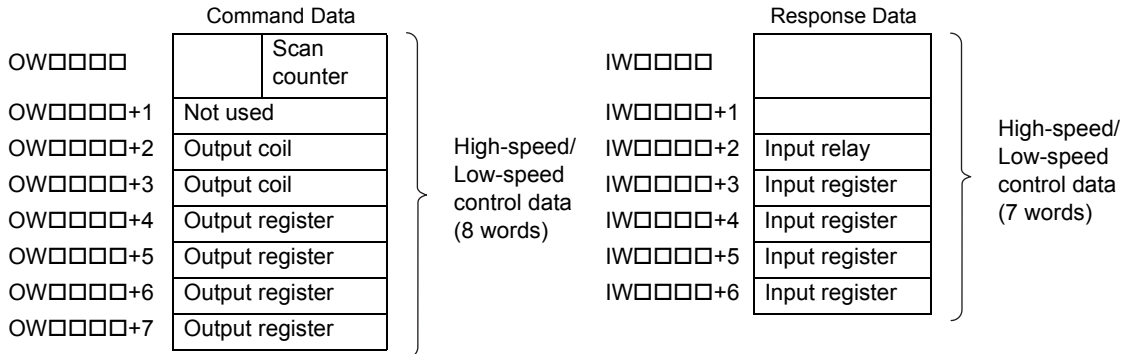 Command Data
OW□□□□ Scan
counter
OW□□□□+1 Not used
OW□□□□+2 Output coil
OW□□□□+3 Output coil
OW□□□□+4 Output register
OW□□□□+5 Output register
OW□□□□+6 Output register
OW□□□□+7 Output register
High-speed/
Low-speed
control data
(8 words)
Response Data
IW□□□□
IW□□□□+1
IW□□□□+2 Input relay
IW□□□□+3 Input register
IW□□□□+4 Input register
IW□□□□+5 Input register
IW□□□□+6 Input register
High-speed/
Low-speed
control data
(7 words)